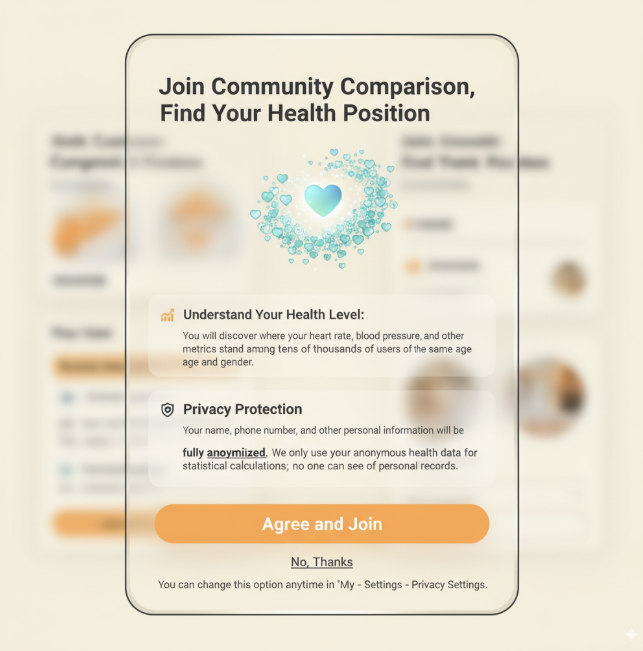 Join Community Comparison,
Find Your Health Position
Understand Your Health Level:
You will discover where your heart rate, blood pressure, and other
metrics stand among tens of thousands of users of the same age
age and gender.
Privacy Protection
Your name, phone number, and other personal information will be
fully anoymiized. We only use your anonymous health data for
statistical calculations; no one can see of personal records.
Agree and Join
No, Thanks
You can change this option anytime in "My - Settings - Privacy Settings.